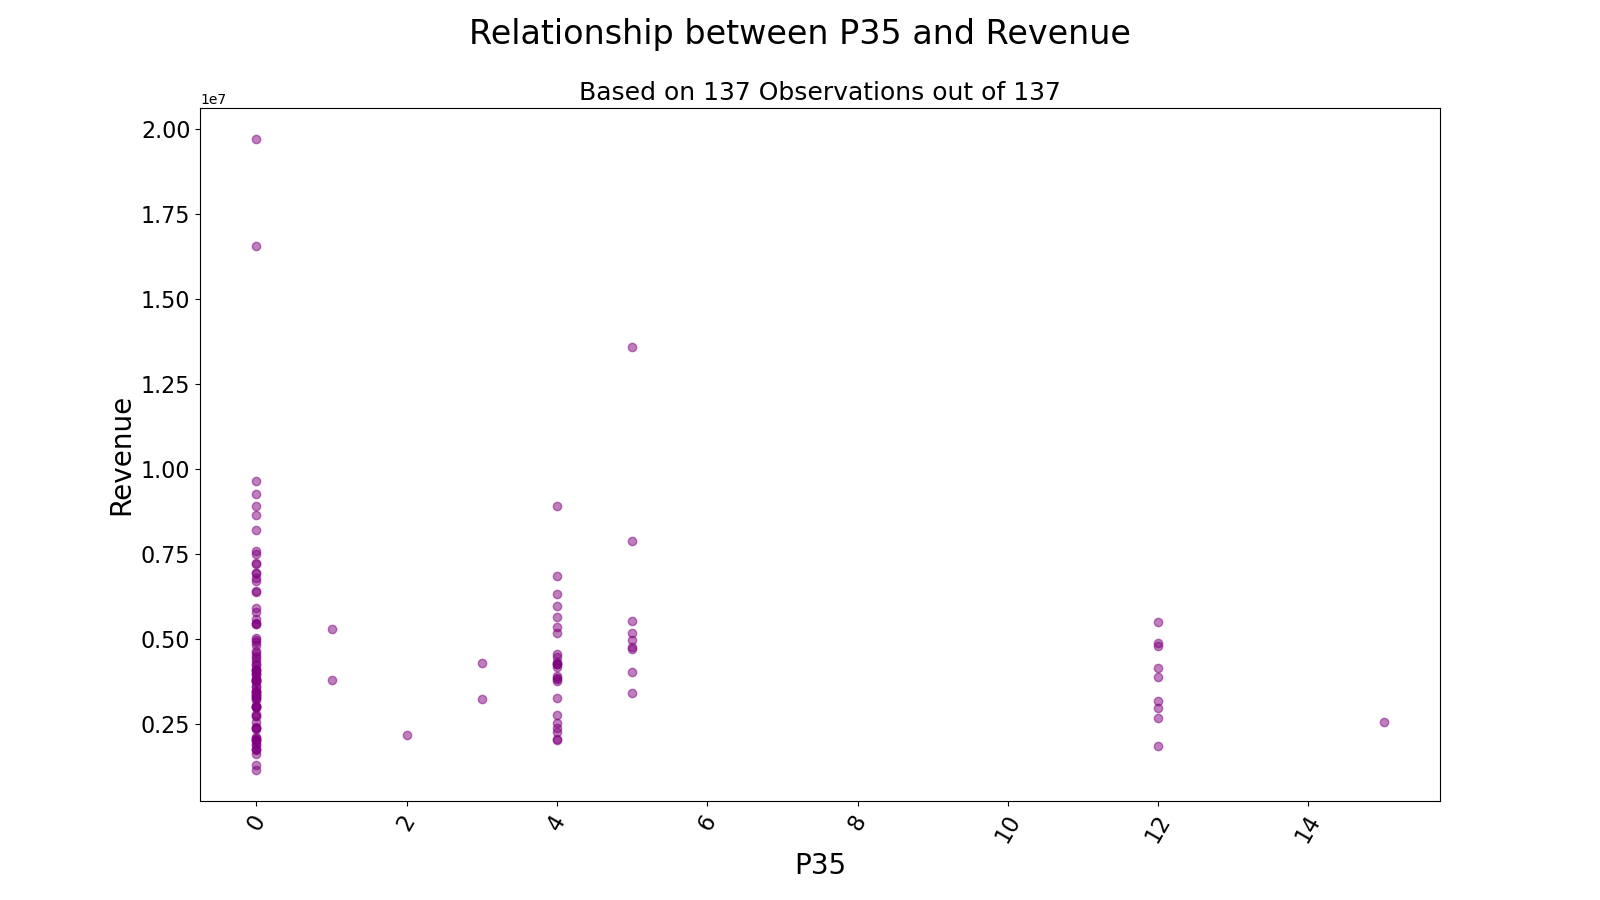 Relationship between P35 and Revenue
Based on 137 Observations out of 137
1e7
2.00
1.75
1.50
1.25
1.00
0.75
0.50
0.25
Revenue
0 2 4 6 8 10 12 14
P35